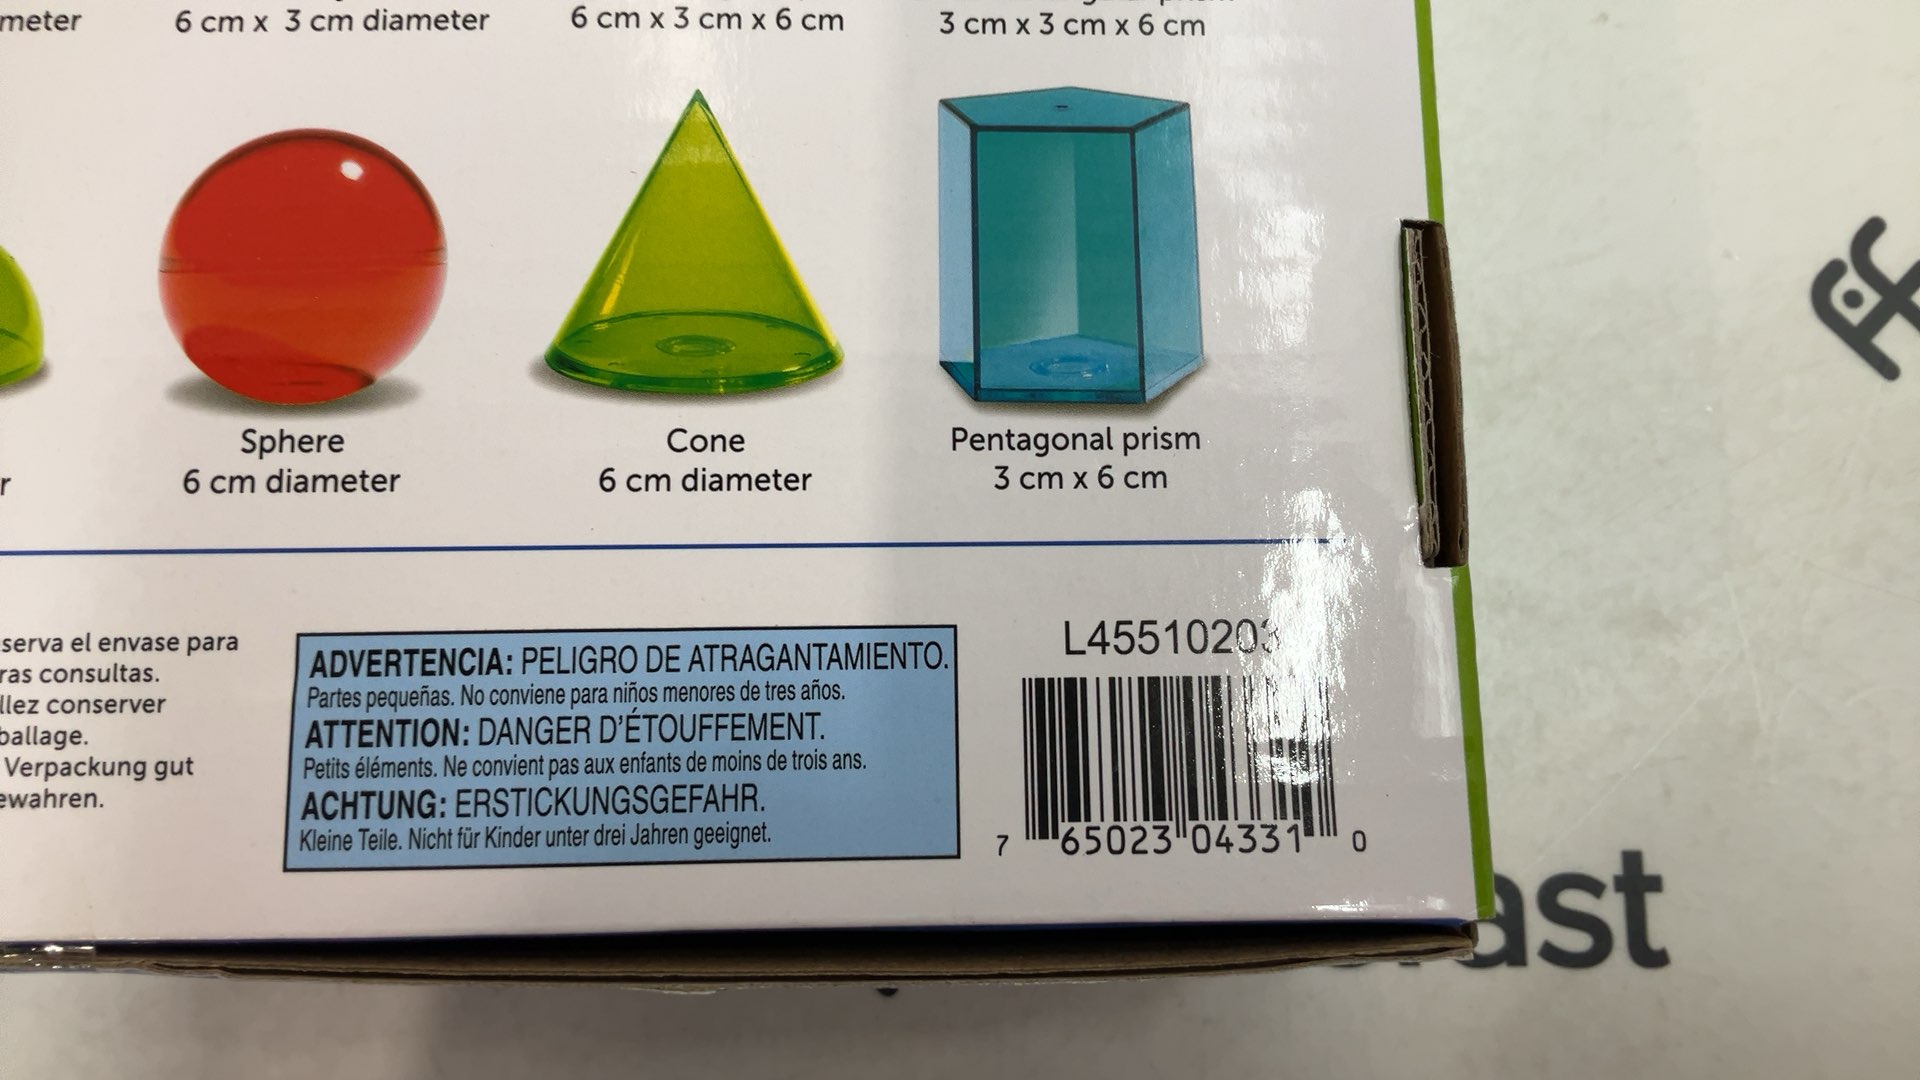 meter
6 cm x 3 cm diameter
6 cm x 3 cm x 6 cm
3 cm x 3 cm x 6 cm
Sphere
6 cm diameter
Cone
6 cm diameter
Pentagonal prism
3 cm x 6 cm
r
serva el envase para
ras consultas.
llez conserver
ballage.
Verpackung gut
ewahren.
ADVERTENCIA: PELIGRO DE ATRAGANTAMIENTO.
Partes pequeñas. No conviene para niños menores de tres años.
ATTENTION: DANGER D'ÉTOUFFEMENT.
Petits éléments. Ne convient pas aux enfants de moins de trois ans.
ACHTUNG: ERSTICKUNGSGEFAHR.
Kleine Teile. Nicht für Kinder unter drei Jahren geeignet.
L45510203
7 65023 04331 0
ast